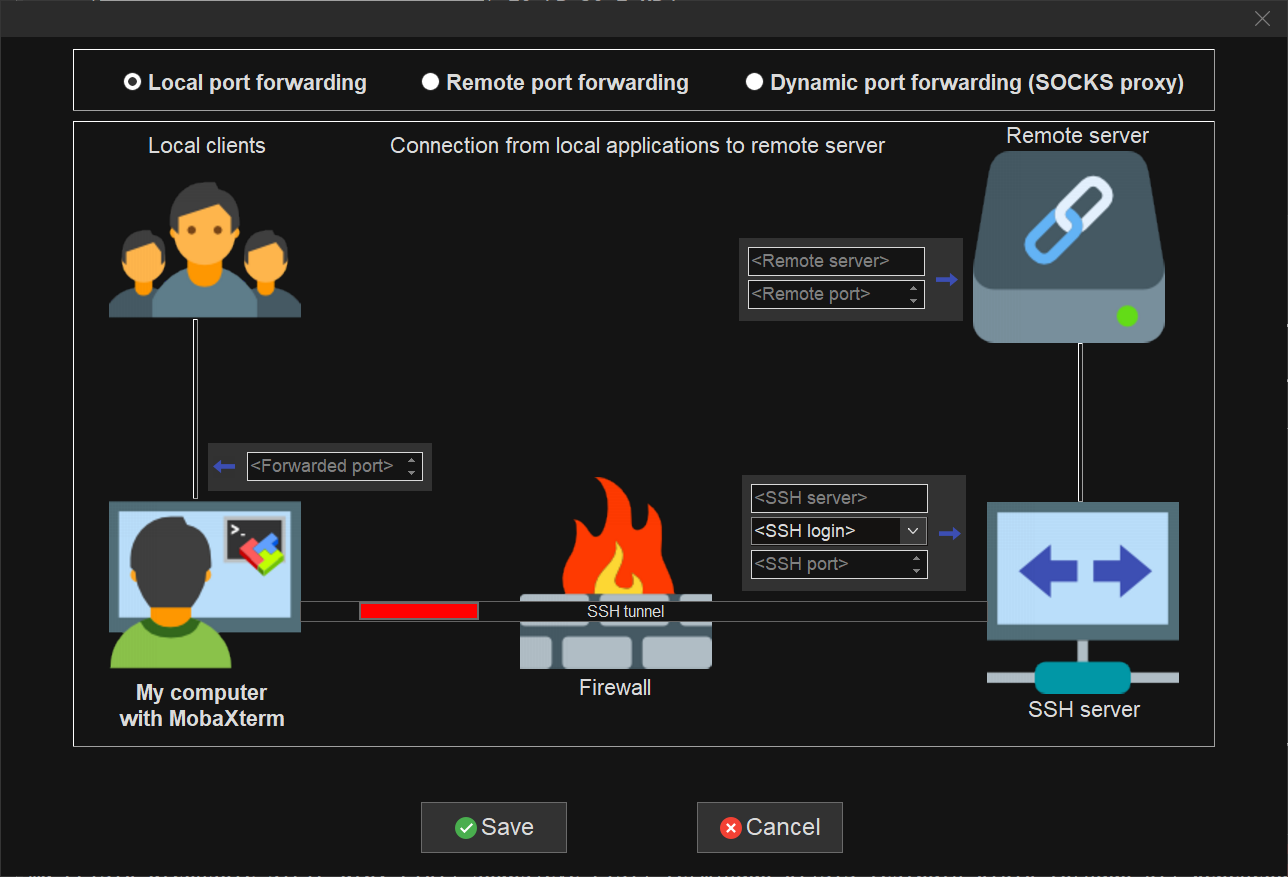 Local port forwarding
Remote port forwarding
Dynamic port forwarding (SOCKS proxy)
Local clients
Connection from local applications to remote server
Remote server
<Remote server>
<Remote port>
<Forwarded port>
<SSH server>
<SSH login>
<SSH port>
SSH tunnel
Firewall
My computer
with MobaXterm
SSH server
Save
Cancel